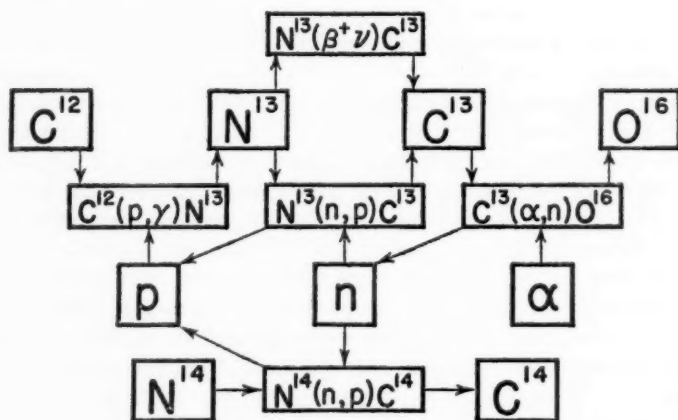 N¹³(β⁺ν)C¹³
C¹² N¹³ C¹³ O¹⁶
C¹²(p,γ)N¹³ N¹³(n,p)C¹³ C¹³(α,n)O¹⁶
p n α
N¹⁴ N¹⁴(n,p)C¹⁴ C¹⁴